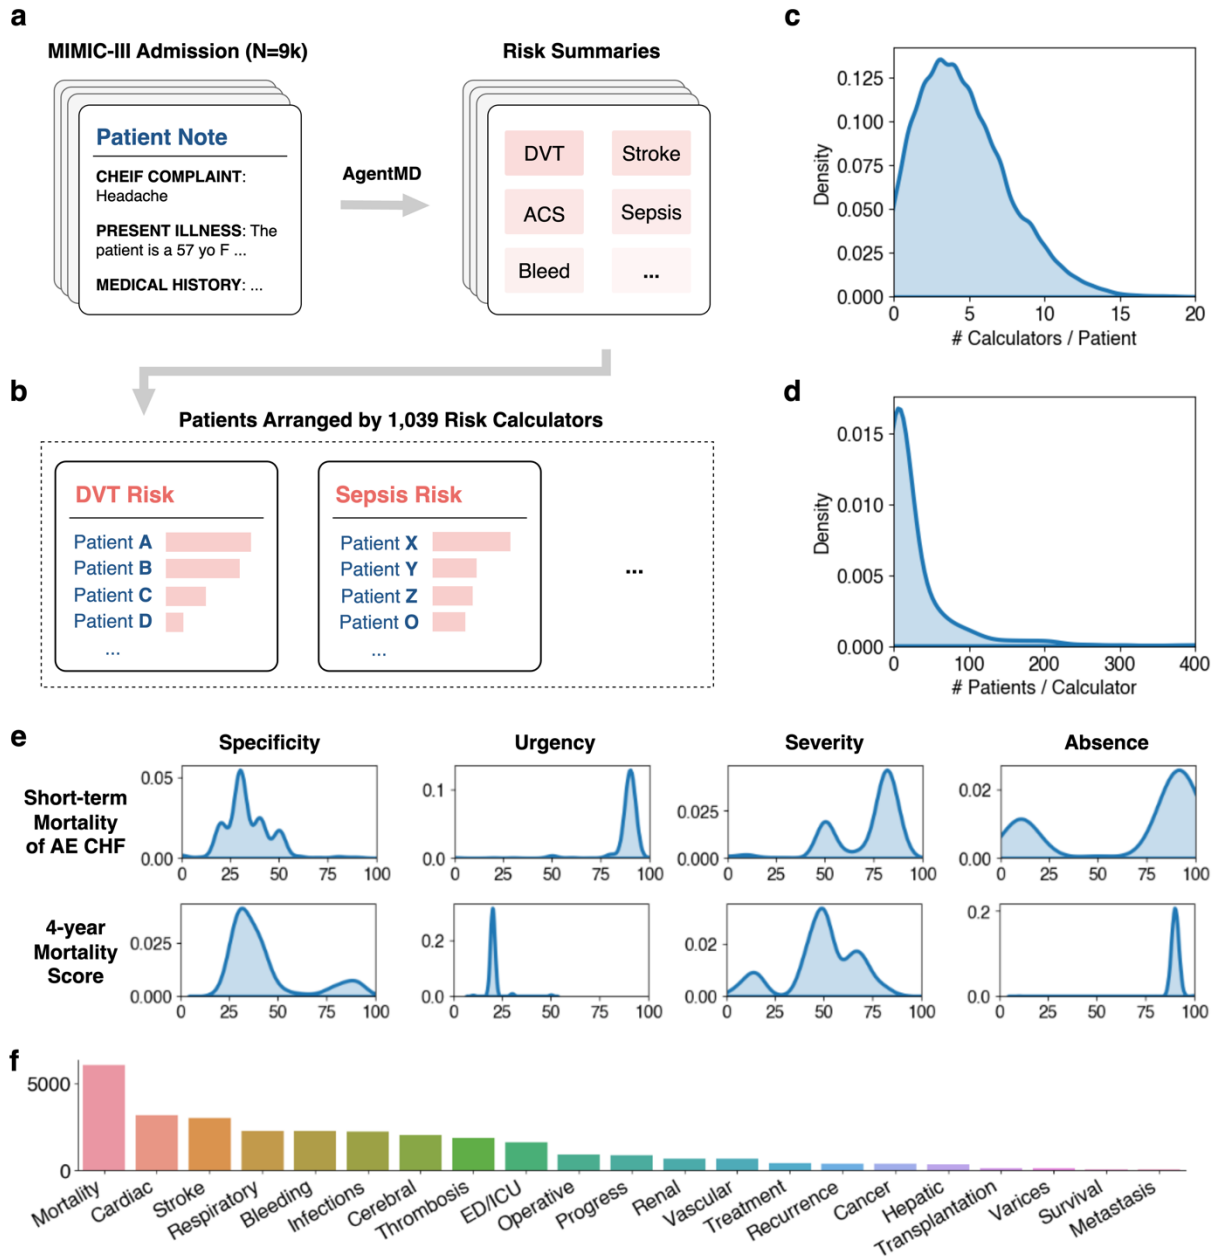 a
MIMIC-III Admission (N=9k)
Patient Note
CHEIF COMPLAINT:
Headache
PRESENT ILLNESS: The
patient is a 57 yo F ...
MEDICAL HISTORY: ...
AgentMD
Risk Summaries
DVT
Stroke
ACS
Sepsis
Bleed
...
c
Density
0.125
0.100
0.075
0.050
0.025
0.000
0 5 10 15 20
# Calculators / Patient
b
Patients Arranged by 1,039 Risk Calculators
DVT Risk
Patient A
Patient B
Patient C
Patient D
...
Sepsis Risk
Patient X
Patient Y
Patient Z
Patient O
...
...
d
Density
0.015
0.010
0.005
0.000
0 100 200 300 400
# Patients / Calculator
e
Specificity Urgency Severity Absence
Short-term
Mortality
of AE CHF
0.05
0.00
0 25 50 75 100
0.1
0.0
0 25 50 75 100
0.025
0.000
0 25 50 75 100
0.02
0.00
0 25 50 75 100
4-year
Mortality
Score
0.025
0.000
0 25 50 75 100
0.2
0.0
0 25 50 75 100
0.02
0.00
0 25 50 75 100
0.2
0.0
0 25 50 75 100
f
5000
0
Mortality
Cardiac
Stroke
Respiratory
Bleeding
Infections
Cerebral
Thrombosis
ED/ICU
Operative
Progress
Renal
Vascular
Treatment
Recurrence
Cancer
Hepatic
Transplantation
Varices
Survival
Metastasis